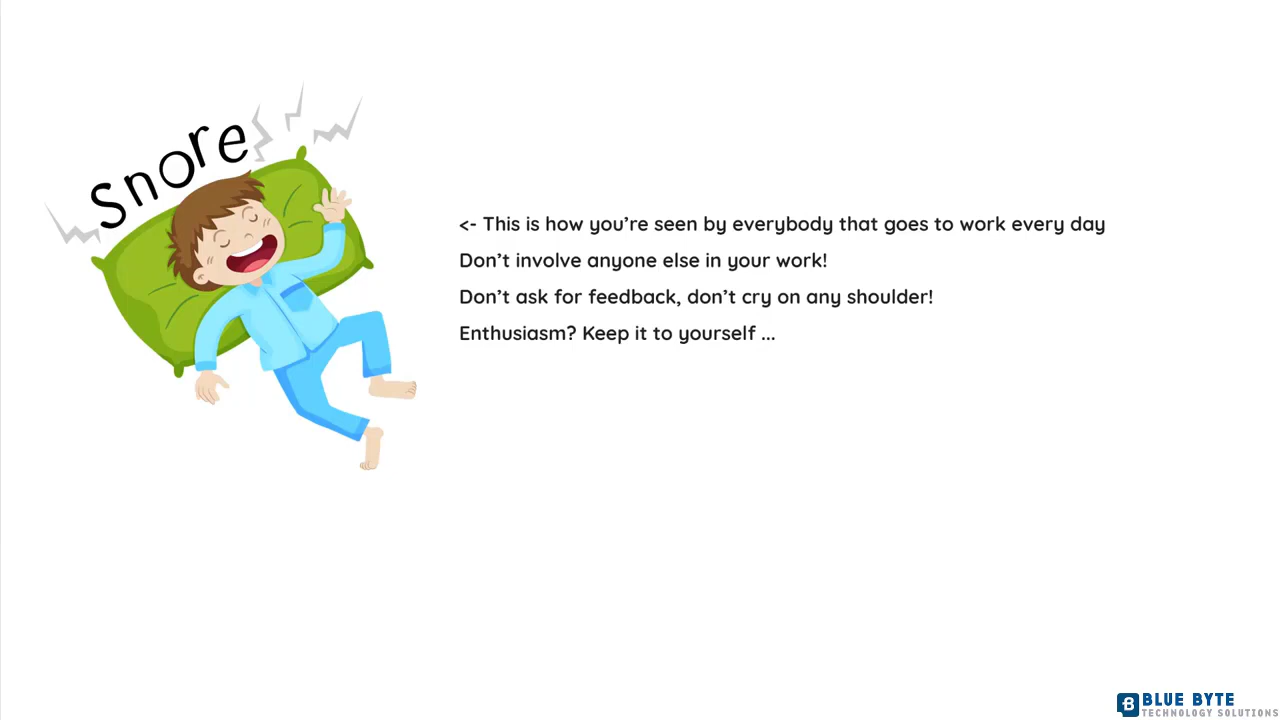 Snore
<- This is how you’re seen by everybody that goes to work every day
Don’t involve anyone else in your work!
Don’t ask for feedback, don’t cry on any shoulder!
Enthusiasm? Keep it to yourself ...
BLUE BYTE
TECHNOLOGY SOLUTIONS